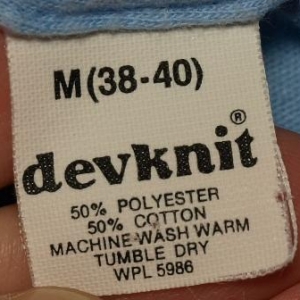 M (38-40)
devknit®
50% POLYESTER
50% COTTON
MACHINE WASH WARM
TUMBLE DRY
WPL 5986